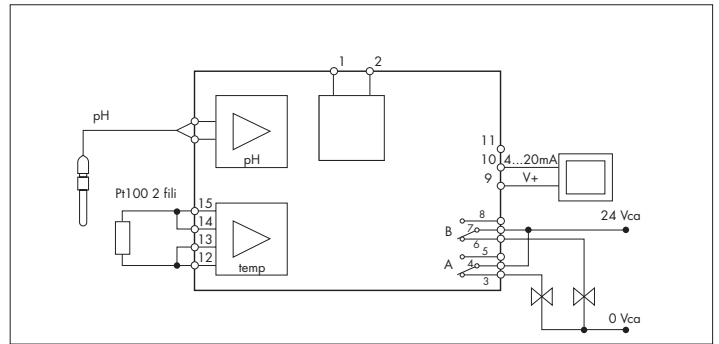 1 2
pH
pH
11
10 4...20mA
9 V+
Pt100 2 fili
15
14
13
12
temp
8
B 7
6
24 Vca
5
A 4
3
0 Vca